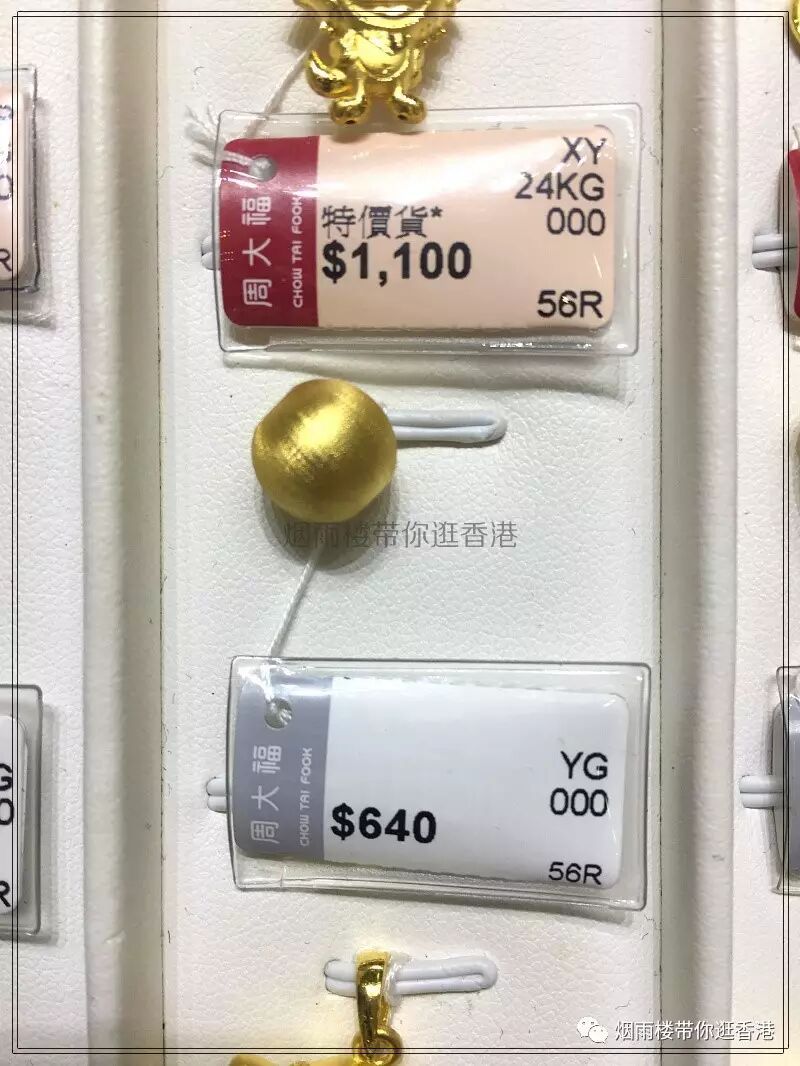 XY
24KG
000
特價貨*
$1,100
56R
周大福
CHOW TAI FOOK
烟雨楼带你逛香港
YG
000
$640
56R
周大福
CHOW TAI FOOK
R
G
0
R
烟雨楼带你逛香港